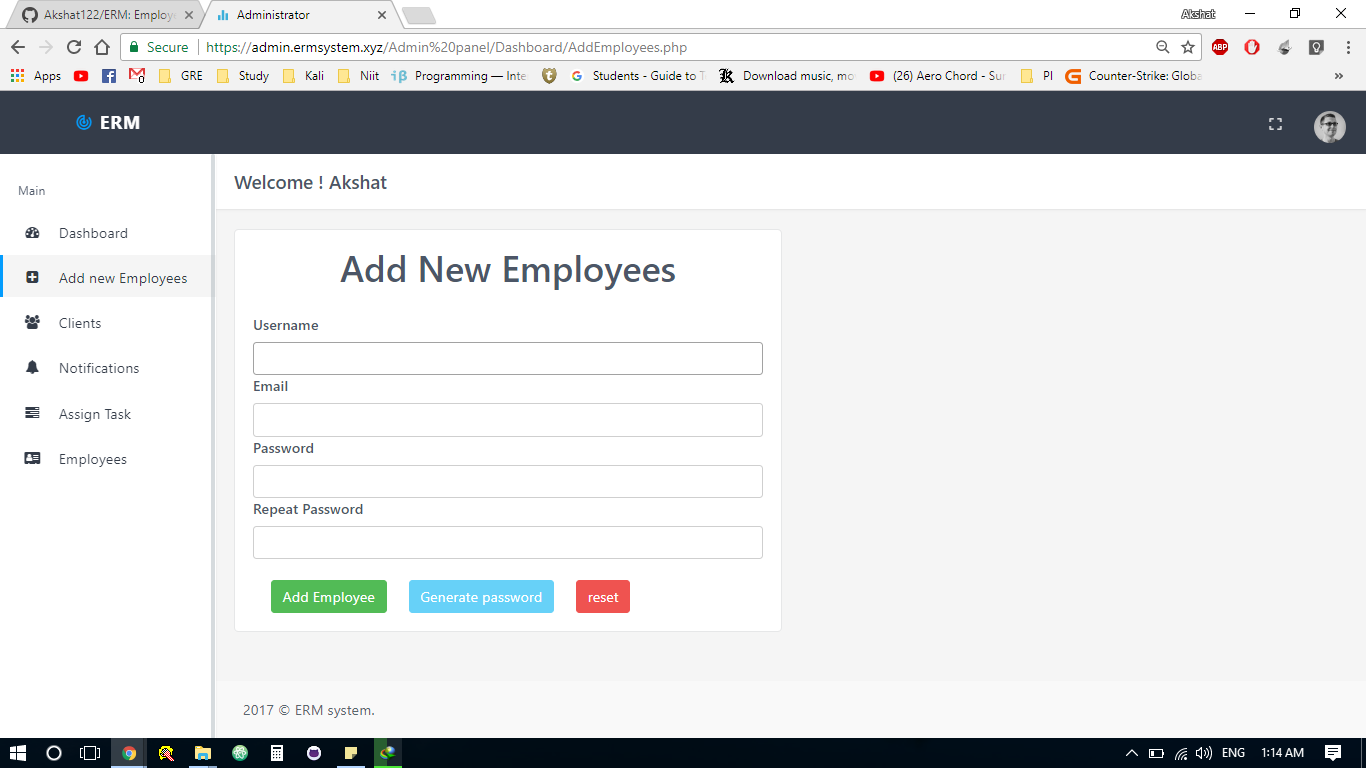 Akshat122/ERM: Employe
Administrator
Akshat
Secure
https://admin.ermsystem.xyz/Admin%20panel/Dashboard/AddEmployees.php
ABP
Apps
GRE
Study
Kali
Niit
Programming — Inte
Students - Guide to T
Download music, mo
(26) Aero Chord - Sur
PI
Counter-Strike: Globa
»
ERM
Main
Dashboard
Add new Employees
Clients
Notifications
Assign Task
Employees
Welcome ! Akshat
Add New Employees
Username
Email
Password
Repeat Password
Add Employee
Generate password
reset
2017 © ERM system.
ENG
1:14 AM